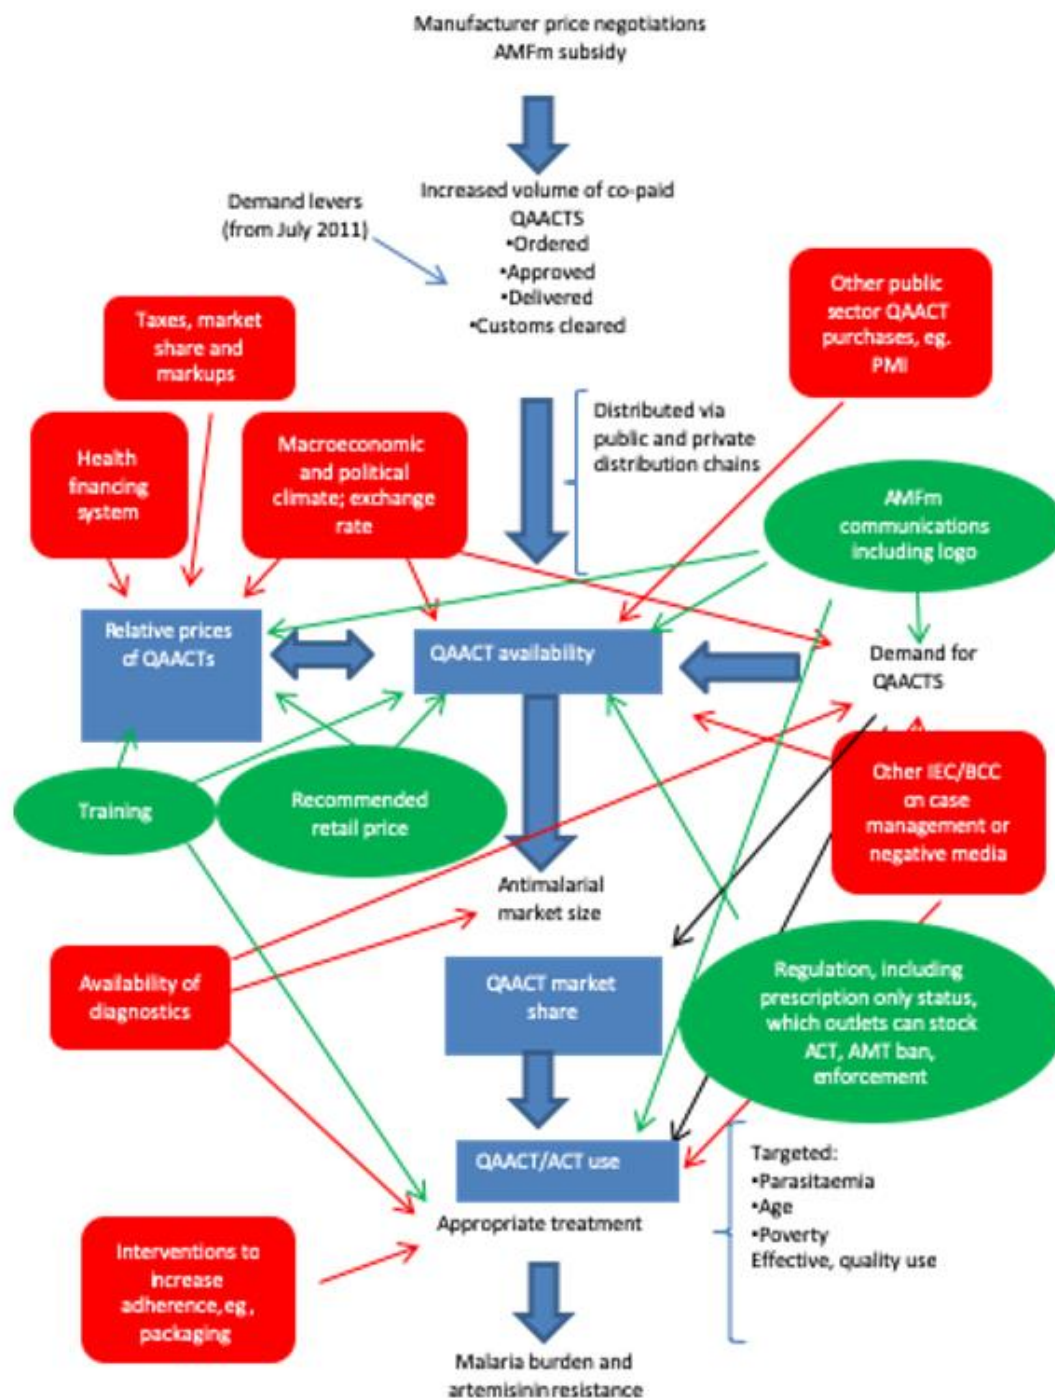 Manufacturer price negotiations
AMFm subsidy
Demand levers
(from July 2011)
Increased volume of co-paid
QAACTS
•Ordered
•Approved
•Delivered
•Customs cleared
Other public
sector QAACT
purchases, eg.
PMI
Taxes, market
share and
markups
Distributed via
public and private
distribution chains
Health
financing
system
Macroeconomic
and political
climate; exchange
rate
AMFm
communications
including logo
Relative prices
of QAACTs
QAACT availability
Demand for
QAACTS
Training
Recommended
retail price
Other IEC/BCC
on case
management or
negative media
Antimalarial
market size
Availability of
diagnostics
QAACT market
share
Regulation, including
prescription only status,
which outlets can stock
ACT, AMT ban,
enforcement
QAACT/ACT use
Appropriate treatment
Targeted:
•Parasitaemia
•Age
•Poverty
Effective, quality use
Interventions to
increase
adherence, eg,
packaging
Malaria burden and
artemisinin resistance